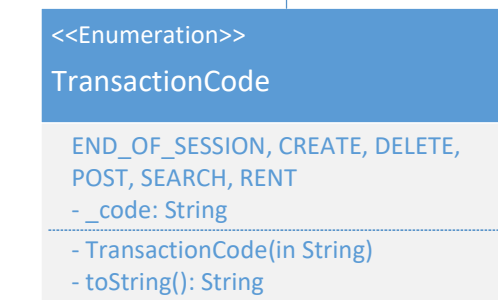 <<Enumeration>>
TransactionCode
END_OF_SESSION, CREATE, DELETE,
POST, SEARCH, RENT
- _code: String
- TransactionCode(in String)
- toString(): String